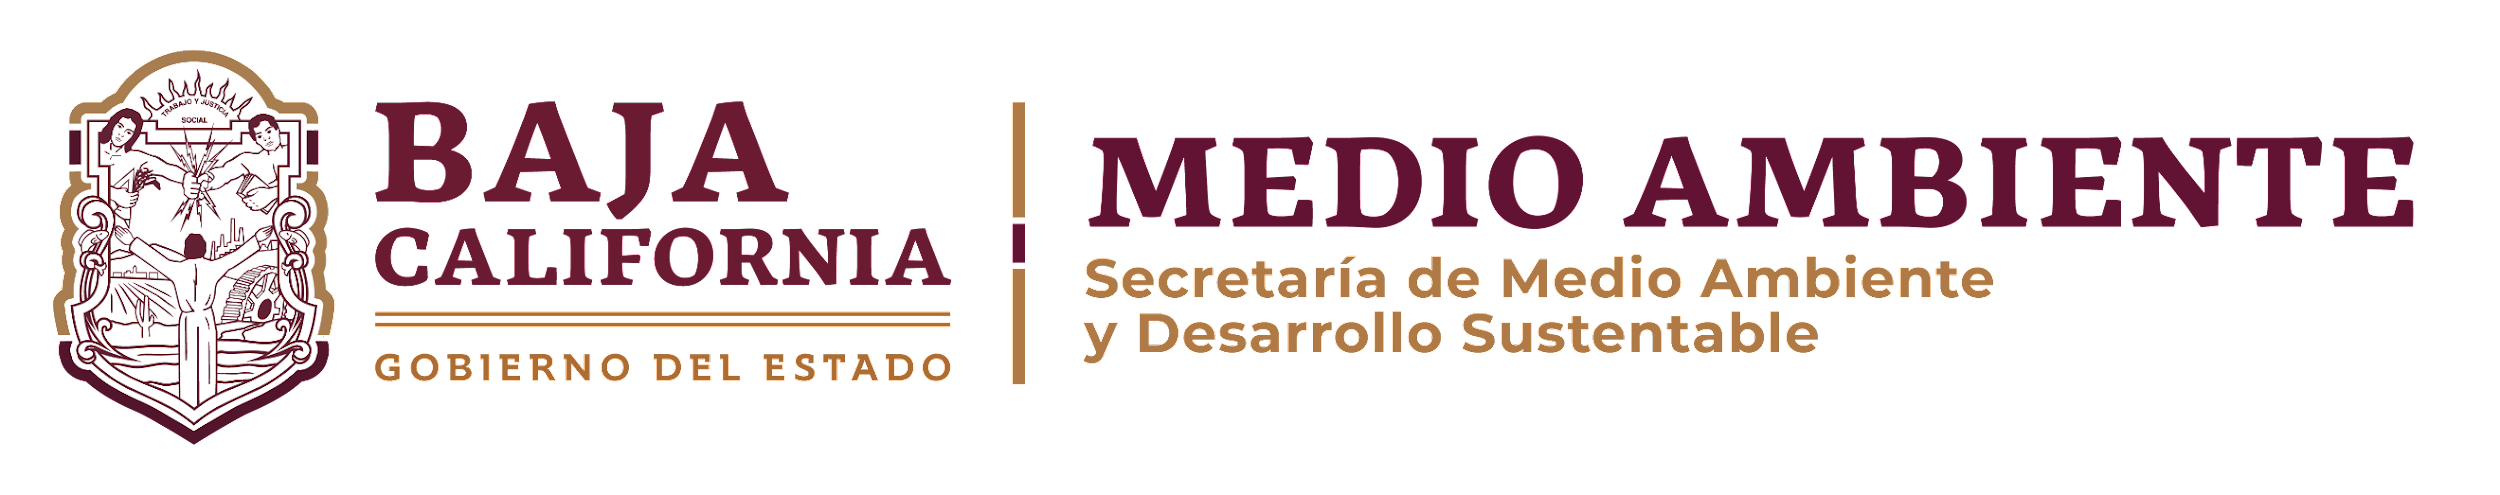 TRABAJO Y JUSTICIA
SOCIAL
BAJA
CALIFORNIA
GOBIERNO DEL ESTADO
MEDIO AMBIENTE
Secretaría de Medio Ambiente
y Desarrollo Sustentable